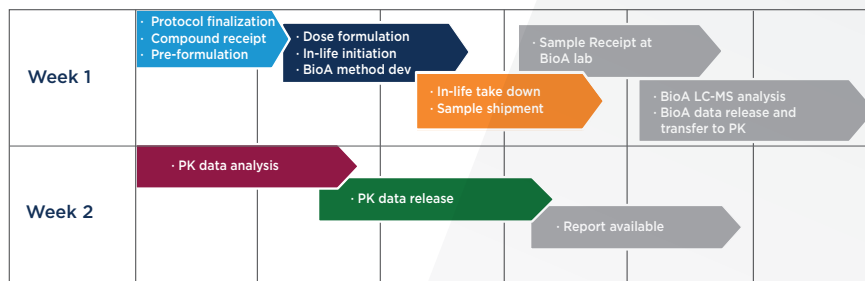 Week 1
· Protocol finalization
· Compound receipt
· Pre-formulation
· Dose formulation
· In-life initiation
· BioA method dev
· In-life take down
· Sample shipment
· Sample Receipt at
BioA lab
· BioA LC-MS analysis
· BioA data release and
transfer to PK
Week 2
· PK data analysis
· PK data release
· Report available